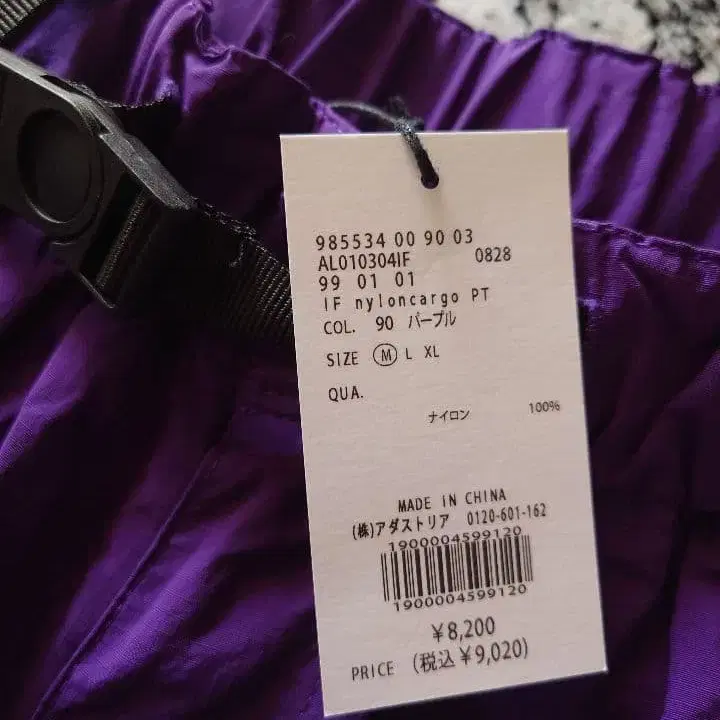 985534 00 90 03
AL010304IF 0828
99 01 01
IF nyloncargo PT
COL. 90 パープル
SIZE M L XL
QUA.
ナイロン 100%
MADE IN CHINA
(株)アダストリア 0120-601-162
1900004599120
1900004599120
¥8,200
PRICE (税込¥9,020)